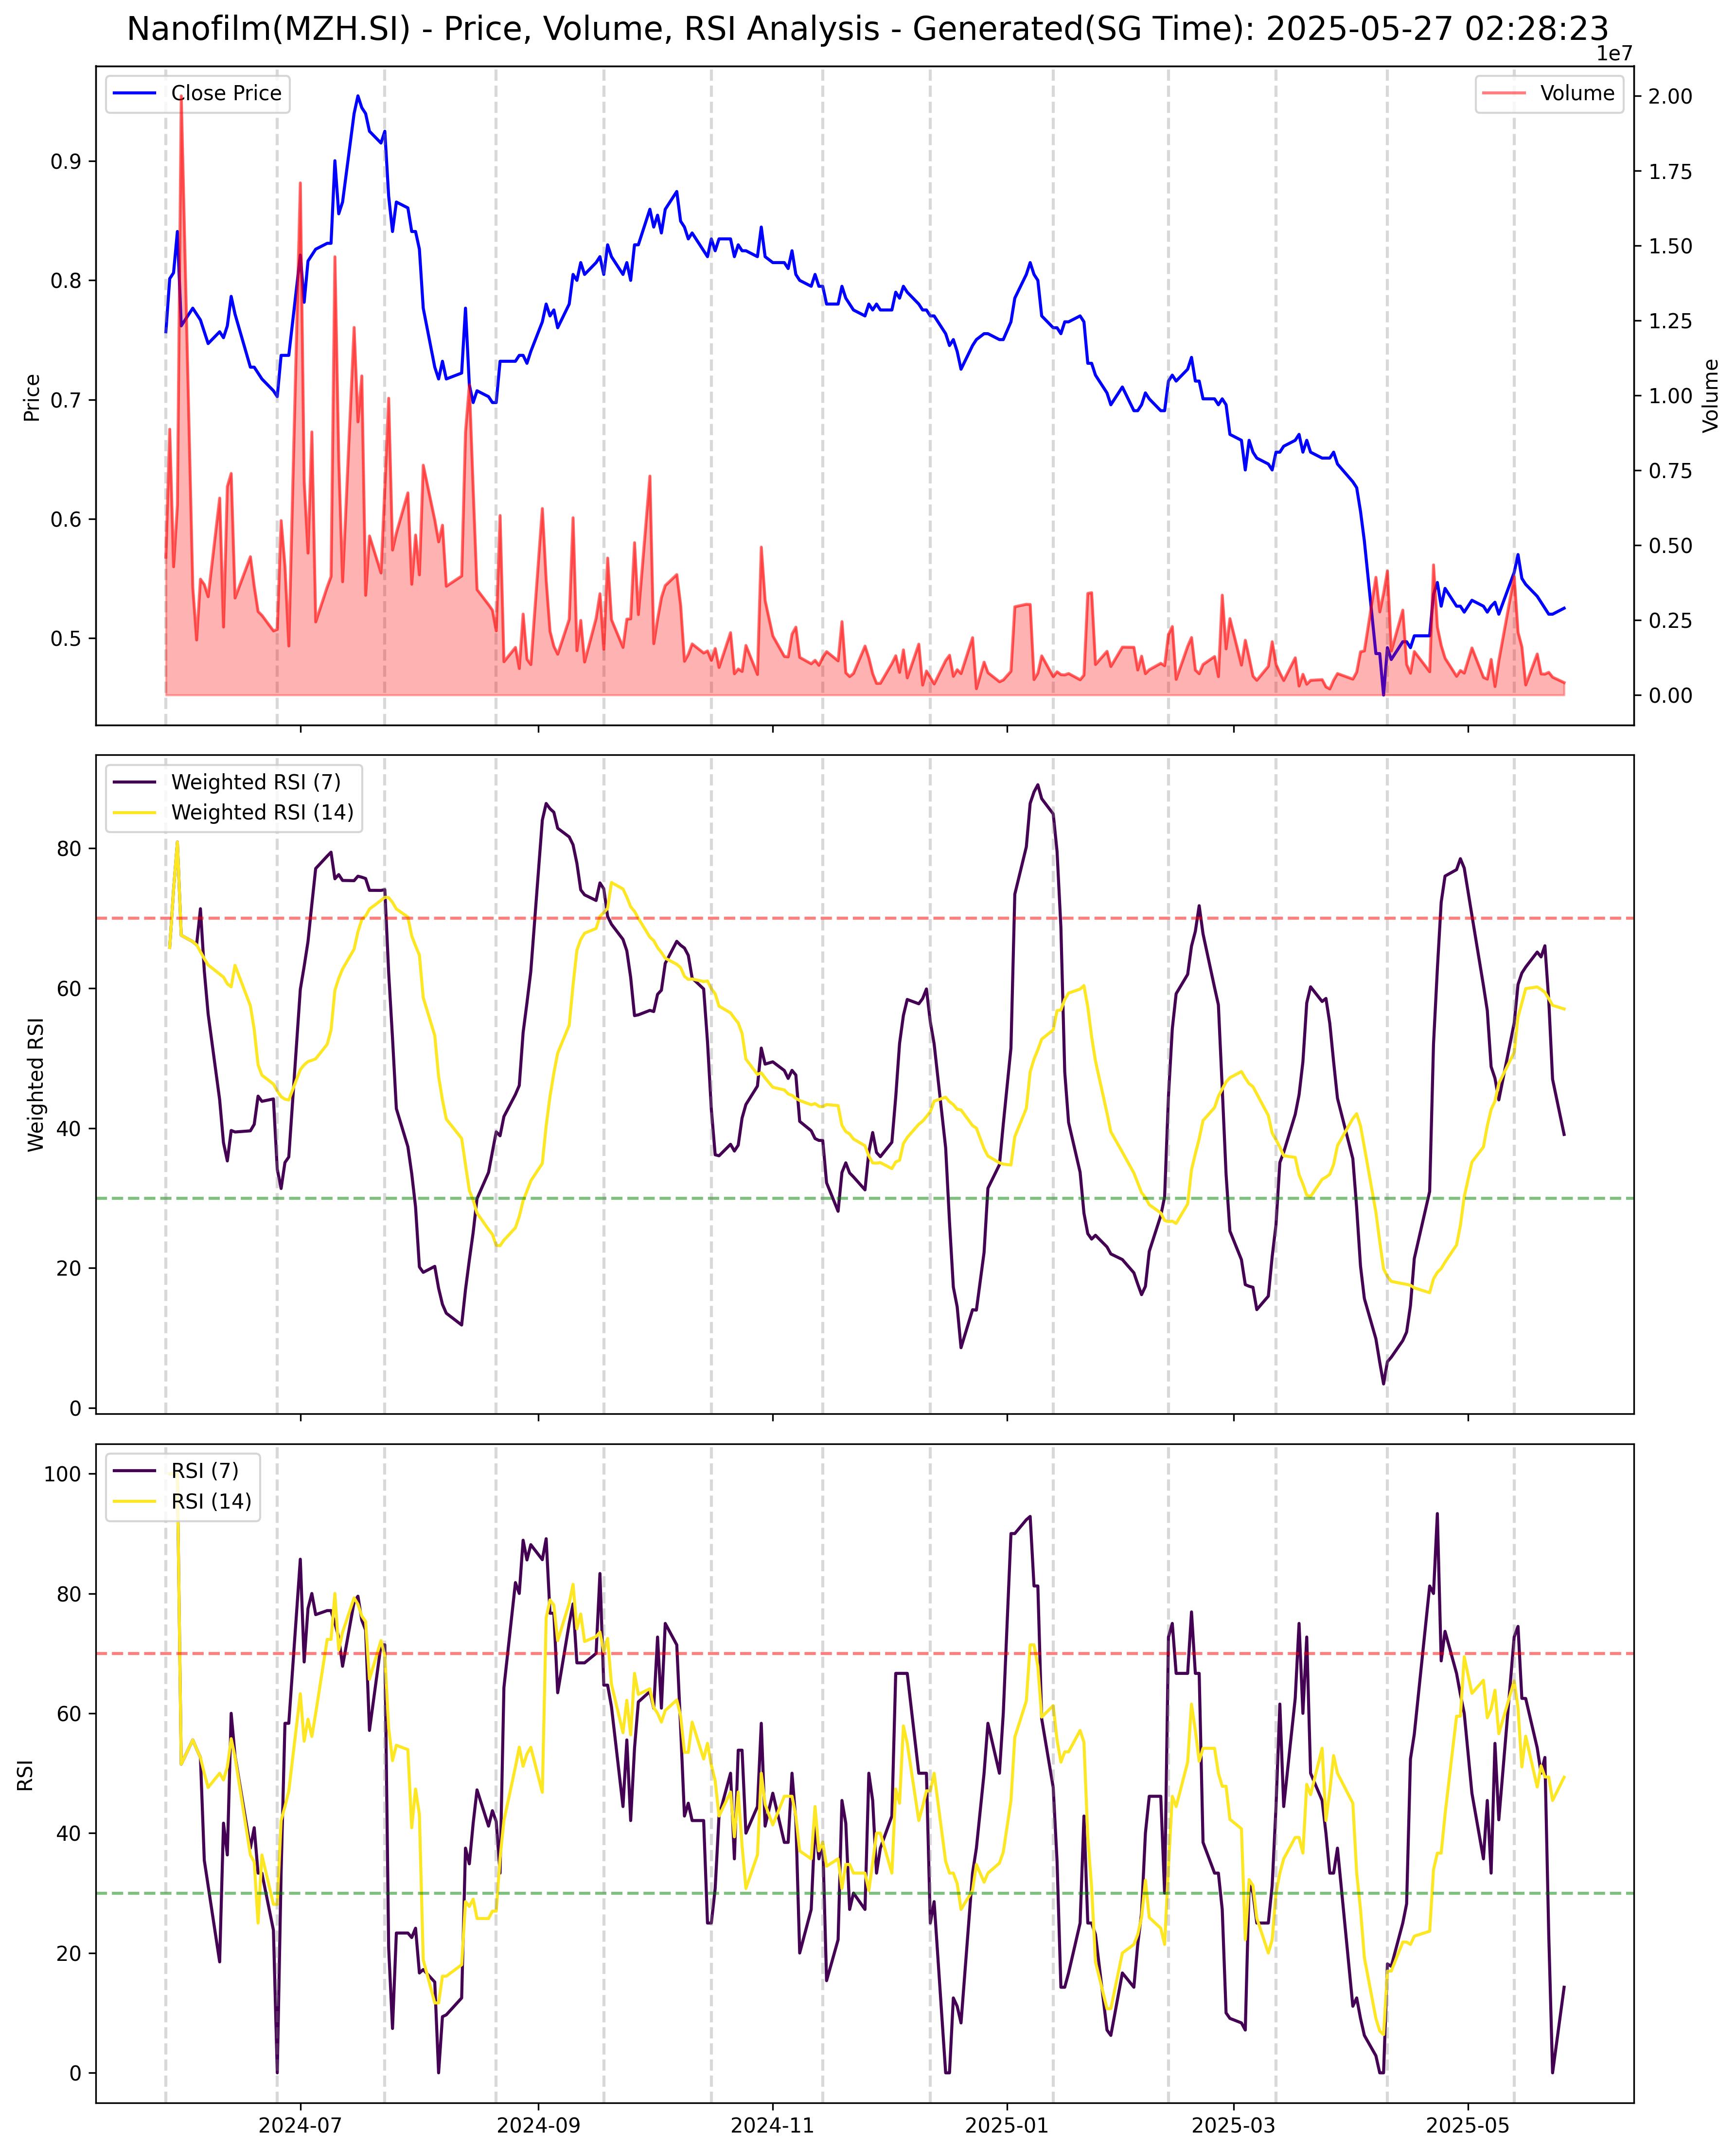 Nanofilm(MZH.SI) - Price, Volume, RSI Analysis - Generated(SG Time): 2025-05-27 02:28:23
1e7
Close Price
Volume
0.9
0.8
0.7
0.6
0.5
Price
2.00
1.75
1.50
1.25
1.00
0.75
0.50
0.25
0.00
Volume
Weighted RSI (7)
Weighted RSI (14)
80
60
40
20
0
Weighted RSI
RSI (7)
RSI (14)
100
80
60
40
20
0
RSI
2024-07
2024-09
2024-11
2025-01
2025-03
2025-05